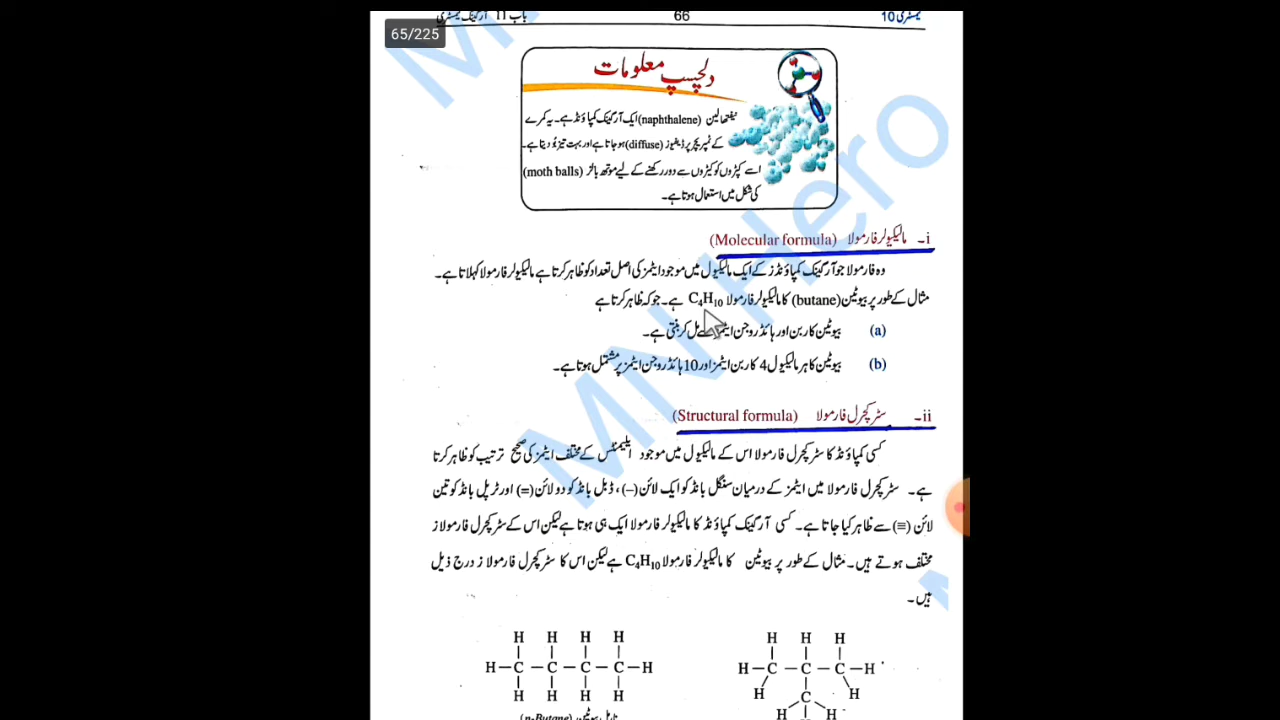 65/225
کیمسٹری 10
66
باب 11 آرگینک کیمسٹری
دلچسپ معلومات
نیفتھالین (naphthalene) ایک آرگینک کمپاؤنڈ ہے۔ یہ کمرے
کے ٹمپریچر پر ڈیفیوز (diffuse) ہو جاتا ہے اور بہت تیز بُو دیتا ہے۔
اسے کپڑوں کو کیڑوں سے دور رکھنے کے لیے موتھ بالز (moth balls)
کی شکل میں استعمال ہوتا ہے۔
i۔ مالیکیولر فارمولا (Molecular formula)
وہ فارمولا جو آرگینک کمپاؤنڈز کے ایک مالیکیول میں موجود ایٹمز کی اصل تعداد کو ظاہر کرتا ہے مالیکیولر فارمولا کہلاتا ہے۔
مثال کے طور پر بیوٹین (butane) کا مالیکیولر فارمولا C₄H₁₀ ہے۔ جو کہ ظاہر کرتا ہے
(a) بیوٹین کاربن اور ہائڈروجن ایٹمز سے مل کر بنتی ہے۔
(b) بیوٹین کا ہر مالیکیول 4 کاربن ایٹمز اور 10 ہائڈروجن ایٹمز پر مشتمل ہوتا ہے۔
ii۔ سٹرکچرل فارمولا (Structural formula)
کسی کمپاؤنڈ کا سٹرکچرل فارمولا اس کے مالیکیول میں موجود ایلیمنٹس کے مختلف ایٹمز کی صحیح ترتیب کو ظاہر کرتا
ہے۔ سٹرکچرل فارمولا میں ایٹمز کے درمیان سنگل بانڈ کو ایک لائن (−)، ڈبل بانڈ کو دو لائن (=) اور ٹرپل بانڈ کو تین
لائن (≡) سے ظاہر کیا جاتا ہے۔ کسی آرگینک کمپاؤنڈ کا مالیکیولر فارمولا ایک ہی ہوتا ہے لیکن اس کے سٹرکچرل فارمولاز
مختلف ہوتے ہیں۔ مثال کے طور پر بیوٹین کا مالیکیولر فارمولا C₄H₁₀ ہے لیکن اس کا سٹرکچرل فارمولا ز درج ذیل
ہیں۔
H H H H
H−C−C−C−C−H
H H H H
نارمل بیوٹین (n-Butane)
H H H
H−C−C−C−H
H C H
H H
MN Hero